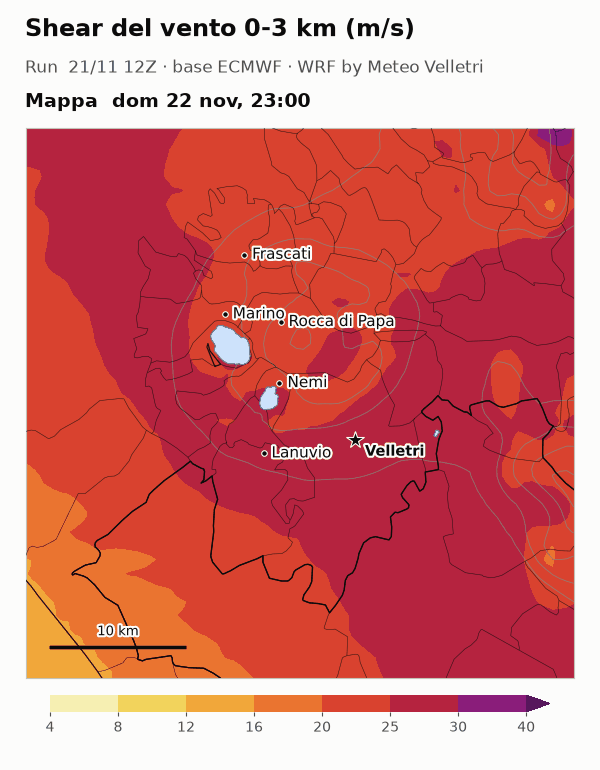 Shear del vento 0-3 km (m/s)
Run  21/11 12Z · base ECMWF · WRF by Meteo Velletri
Mappa  dom 22 nov, 23:00
Frascati
Marino
Rocca di Papa
Nemi
Velletri
Lanuvio
10 km
4 8 12 16 20 25 30 40